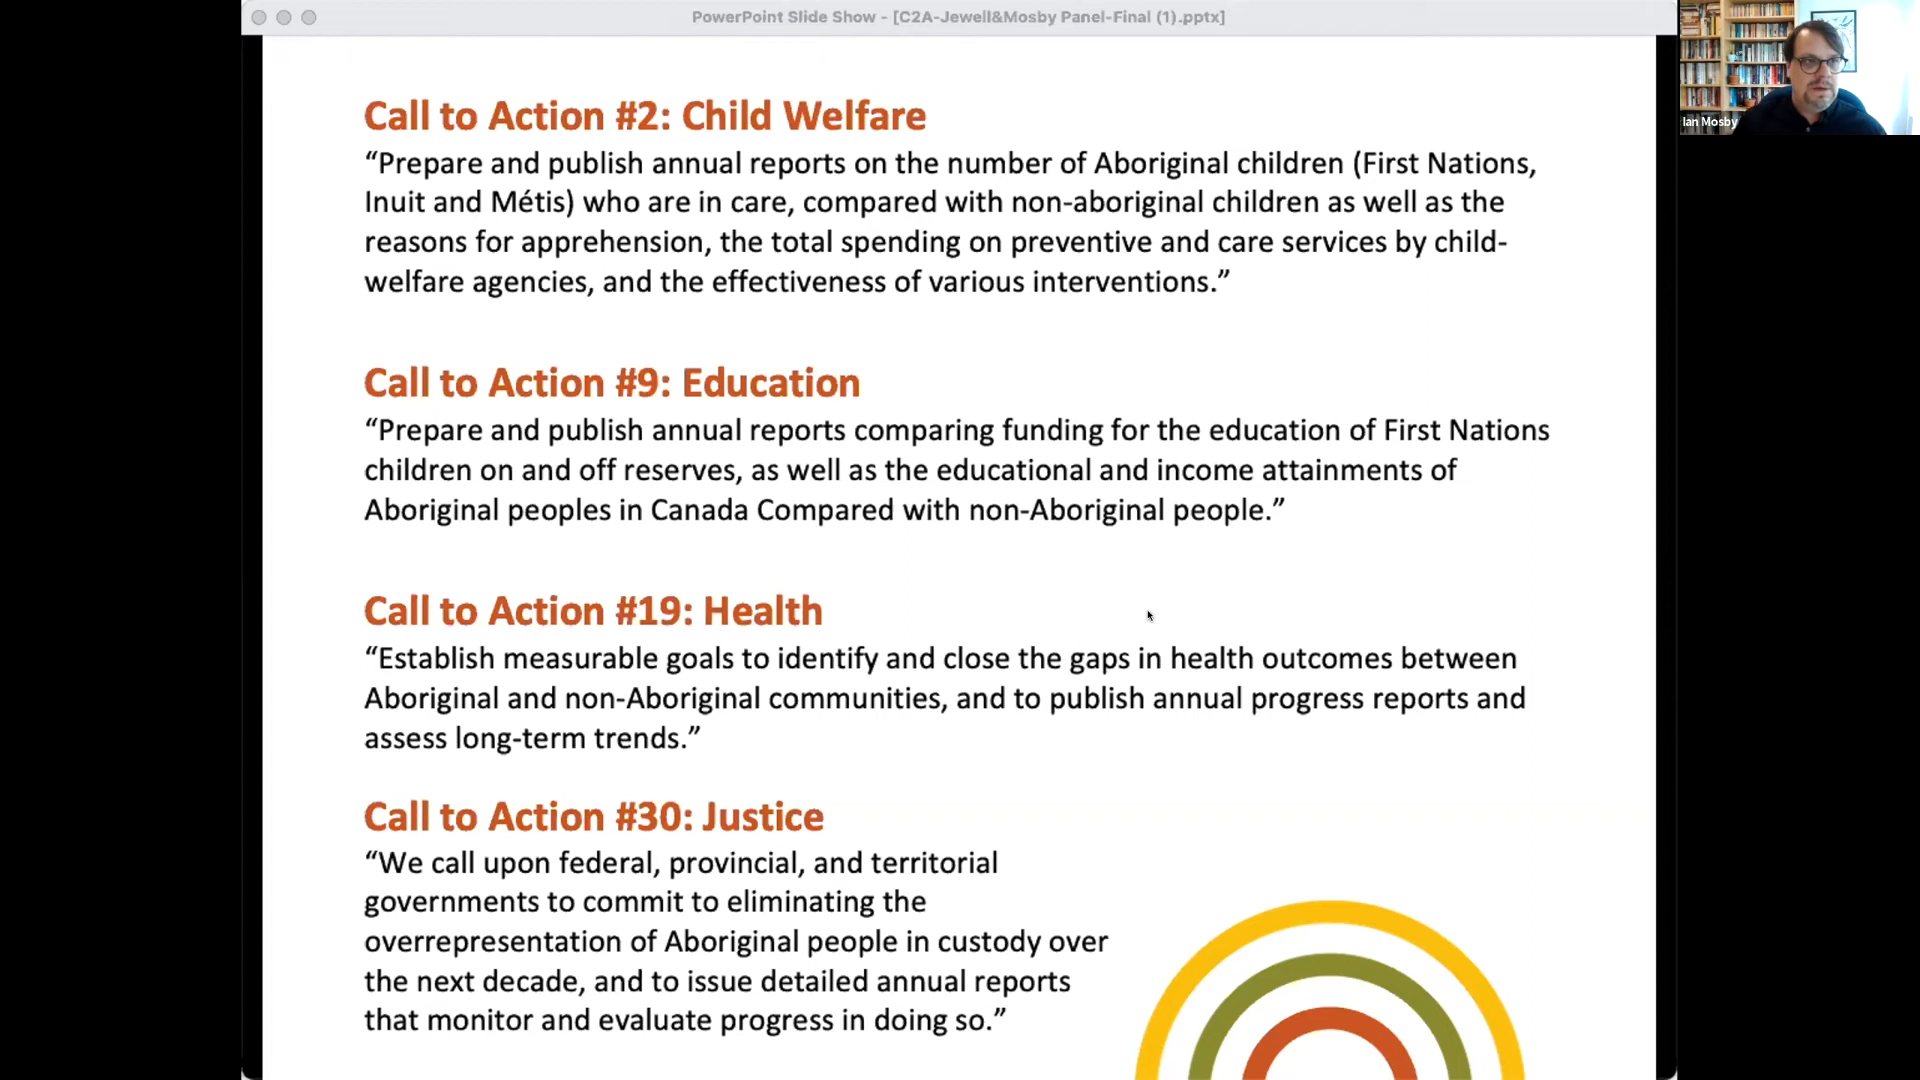 PowerPoint Slide Show - [C2A-Jewell&Mosby Panel-Final (1).pptx]
Ian Mosby
Call to Action #2: Child Welfare
“Prepare and publish annual reports on the number of Aboriginal children (First Nations,
Inuit and Métis) who are in care, compared with non-aboriginal children as well as the
reasons for apprehension, the total spending on preventive and care services by child-
welfare agencies, and the effectiveness of various interventions.”
Call to Action #9: Education
“Prepare and publish annual reports comparing funding for the education of First Nations
children on and off reserves, as well as the educational and income attainments of
Aboriginal peoples in Canada Compared with non-Aboriginal people.”
Call to Action #19: Health
“Establish measurable goals to identify and close the gaps in health outcomes between
Aboriginal and non-Aboriginal communities, and to publish annual progress reports and
assess long-term trends.”
Call to Action #30: Justice
“We call upon federal, provincial, and territorial
governments to commit to eliminating the
overrepresentation of Aboriginal people in custody over
the next decade, and to issue detailed annual reports
that monitor and evaluate progress in doing so.”